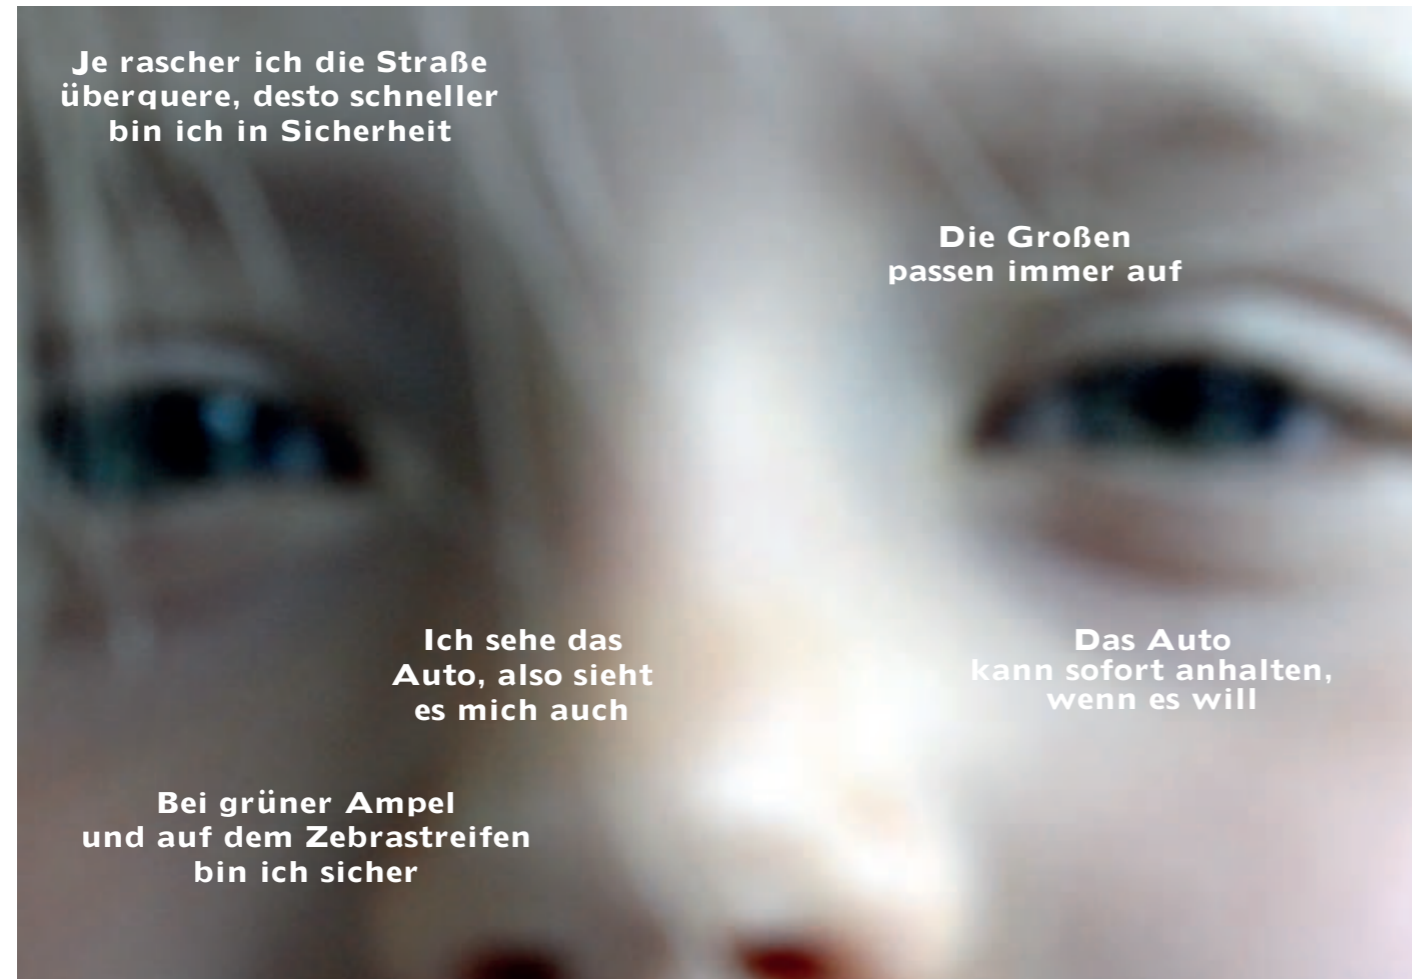 Je rascher ich die Straße
überquere, desto schneller
bin ich in Sicherheit
Die Großen
passen immer auf
Ich sehe das
Auto, also sieht
es mich auch
Das Auto
kann sofort anhalten,
wenn es will
Bei grüner Ampel
und auf dem Zebrastreifen
bin ich sicher